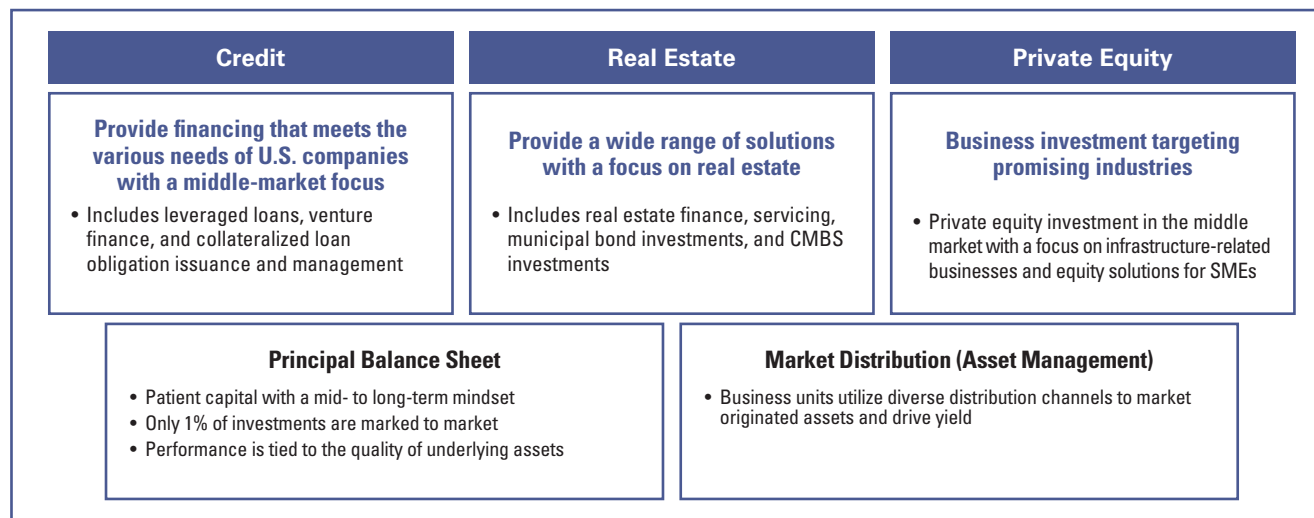 Credit
Provide financing that meets the
various needs of U.S. companies
with a middle-market focus
• Includes leveraged loans, venture
finance, and collateralized loan
obligation issuance and management
Real Estate
Provide a wide range of solutions
with a focus on real estate
• Includes real estate finance, servicing,
municipal bond investments, and CMBS
investments
Private Equity
Business investment targeting
promising industries
• Private equity investment in the middle
market with a focus on infrastructure-related
businesses and equity solutions for SMEs
Principal Balance Sheet
• Patient capital with a mid- to long-term mindset
• Only 1% of investments are marked to market
• Performance is tied to the quality of underlying assets
Market Distribution (Asset Management)
• Business units utilize diverse distribution channels to market
originated assets and drive yield